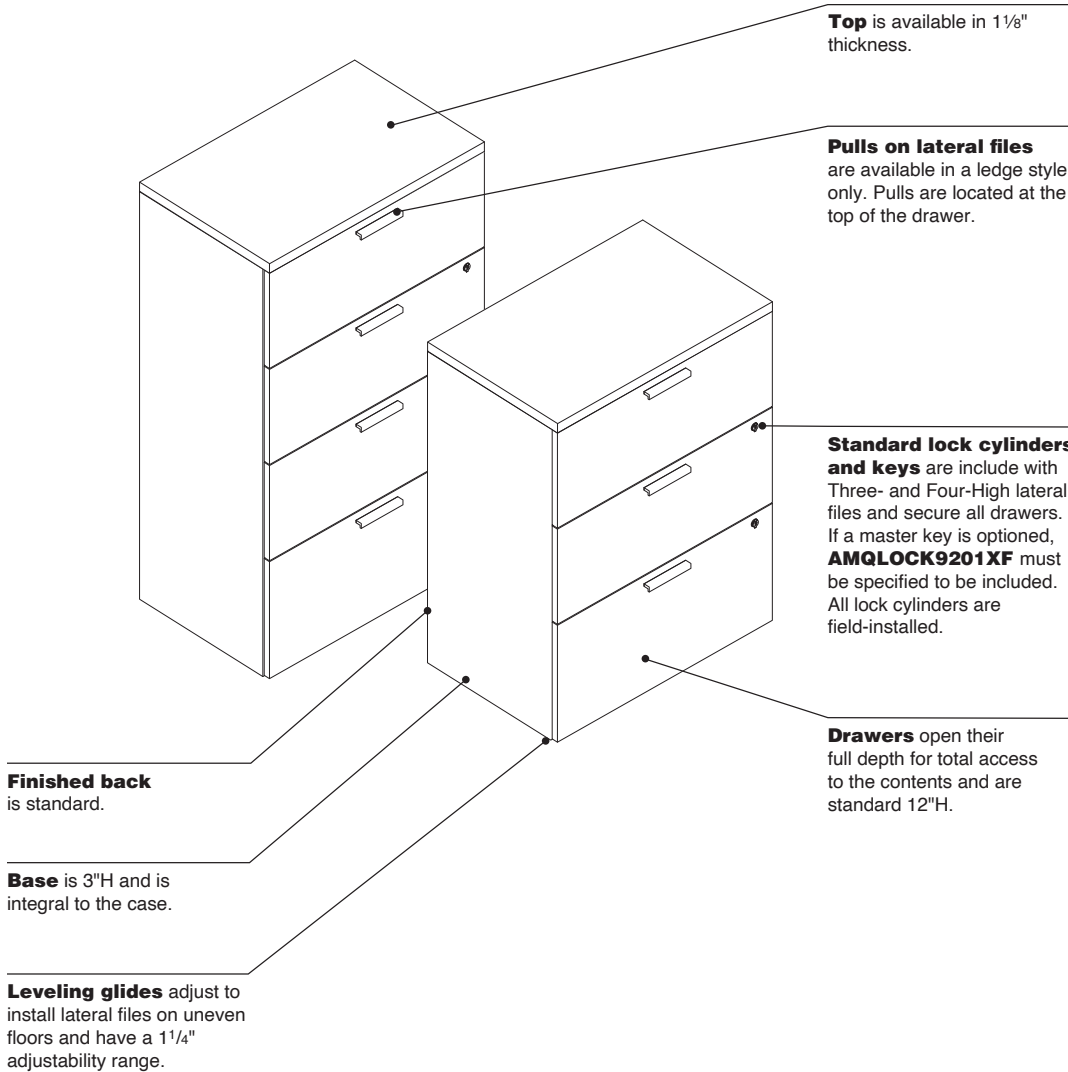 Top is available in 1⅛"
thickness.
Pulls on lateral files
are available in a ledge style
only. Pulls are located at the
top of the drawer.
Standard lock cylinders
and keys are include with
Three- and Four-High lateral
files and secure all drawers.
If a master key is optioned,
AMQLOCK9201XF must
be specified to be included.
All lock cylinders are
field-installed.
Drawers open their
full depth for total access
to the contents and are
standard 12"H.
Finished back
is standard.
Base is 3"H and is
integral to the case.
Leveling glides adjust to
install lateral files on uneven
floors and have a 11/4"
adjustability range.